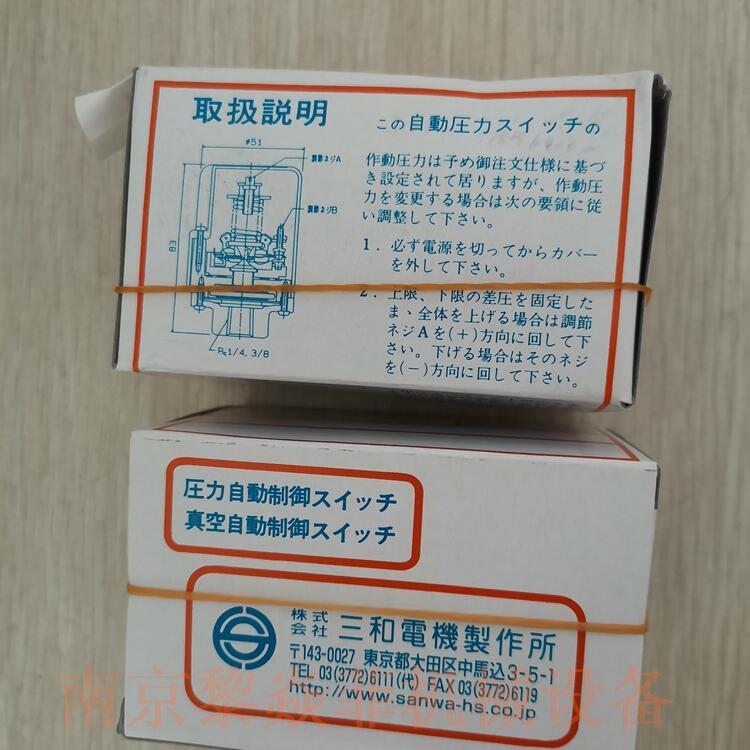 取扱説明
この自動圧力スイッチの
作動圧力は予め御注文仕様に基づ
き設定されて居りますが、作動圧
力を変更する場合は次の要領に従
い調整して下さい。
1. 必ず電源を切ってからカバー
を外して下さい。
2. 上限、下限の差圧を固定した
まゝ全体を上げる場合は調節
ネジAを(+)方向に回して下
さい。下げる場合はそのネジ
を(-)方向に回して下さい。
φ51
調節ネジA
調節ネジB
83
Rc1/4, 3/8
圧力自動制御スイッチ
真空自動制御スイッチ
株式会社 三和電機製作所
〒143-0027 東京都大田区中馬込3-5-1
TEL 03(3772)6111(代) FAX 03(3772)6119
http://www.sanwa-hs.co.jp